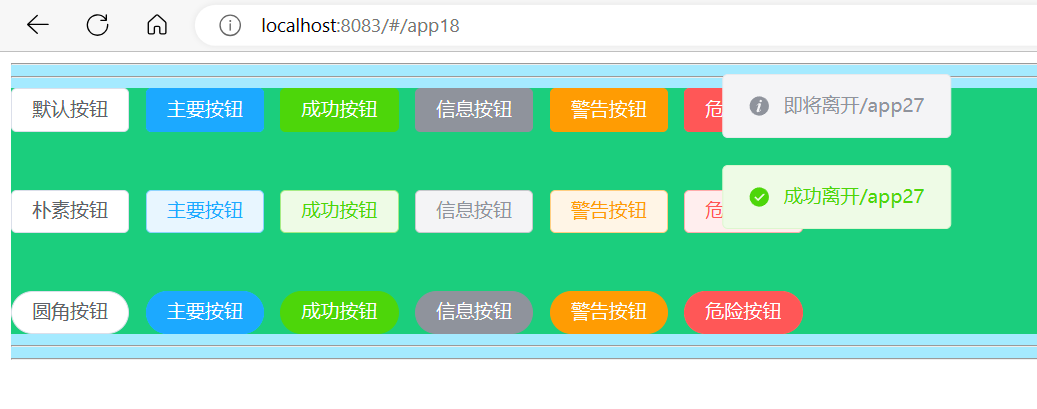 localhost:8083/#/app18
默认按钮 主要按钮 成功按钮 信息按钮 警告按钮 危
即将离开/app27
朴素按钮 主要按钮 成功按钮 信息按钮 警告按钮 危
成功离开/app27
圆角按钮 主要按钮 成功按钮 信息按钮 警告按钮 危险按钮